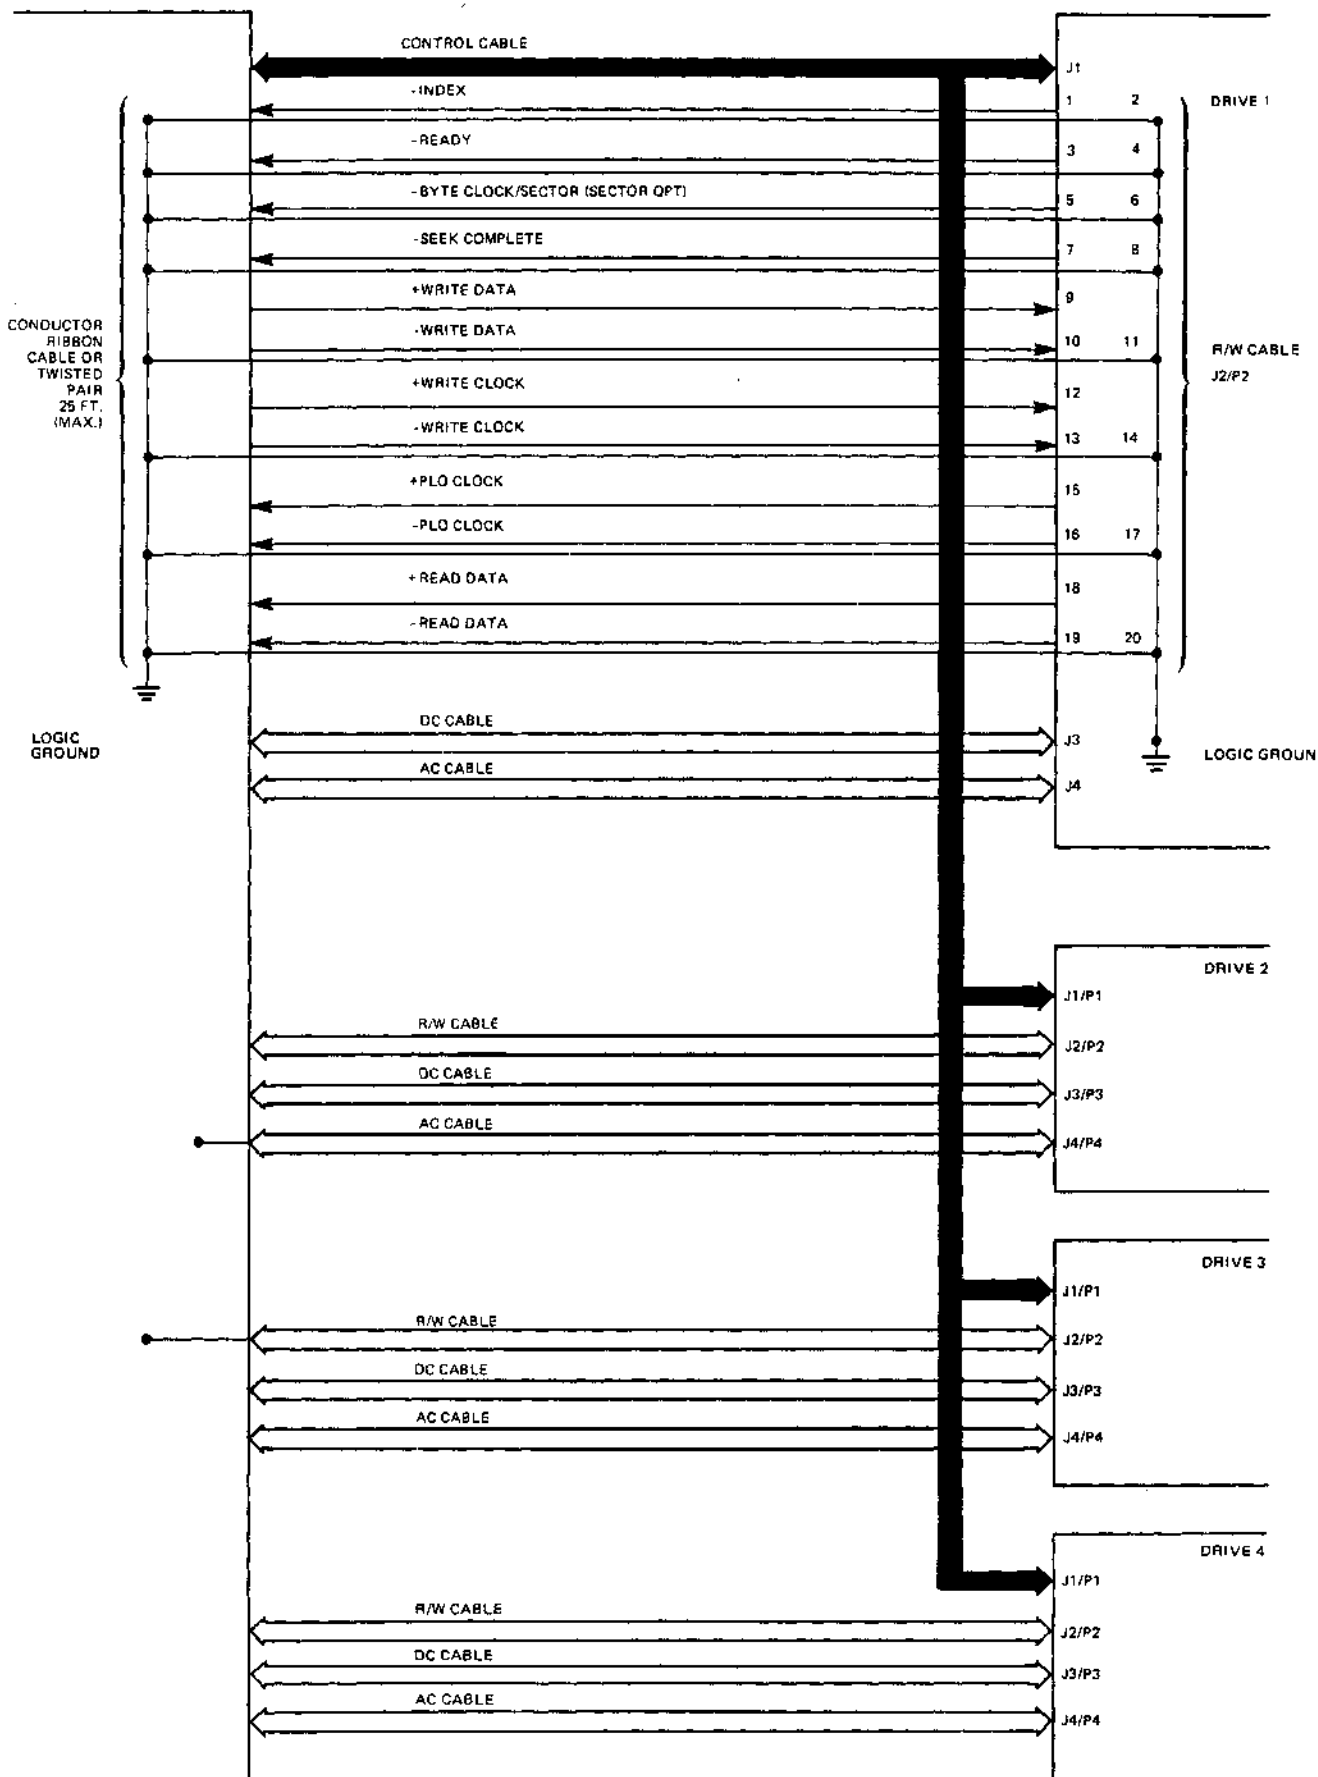 CONTROL CABLE
J1
-INDEX
1 2
DRIVE 1
-READY
3 4
-BYTE CLOCK/SECTOR (SECTOR OPT)
5 6
-SEEK COMPLETE
7 8
+WRITE DATA
9
-WRITE DATA
10 11
CONDUCTOR
RIBBON
CABLE OR
TWISTED
PAIR
25 FT.
(MAX.)
R/W CABLE
J2/P2
+WRITE CLOCK
12
-WRITE CLOCK
13 14
+PLO CLOCK
15
-PLO CLOCK
16 17
+READ DATA
18
-READ DATA
19 20
LOGIC
GROUND
DC CABLE
J3
LOGIC GROUN
AC CABLE
J4
DRIVE 2
J1/P1
R/W CABLE
J2/P2
DC CABLE
J3/P3
AC CABLE
J4/P4
DRIVE 3
J1/P1
R/W CABLE
J2/P2
DC CABLE
J3/P3
AC CABLE
J4/P4
DRIVE 4
J1/P1
R/W CABLE
J2/P2
DC CABLE
J3/P3
AC CABLE
J4/P4